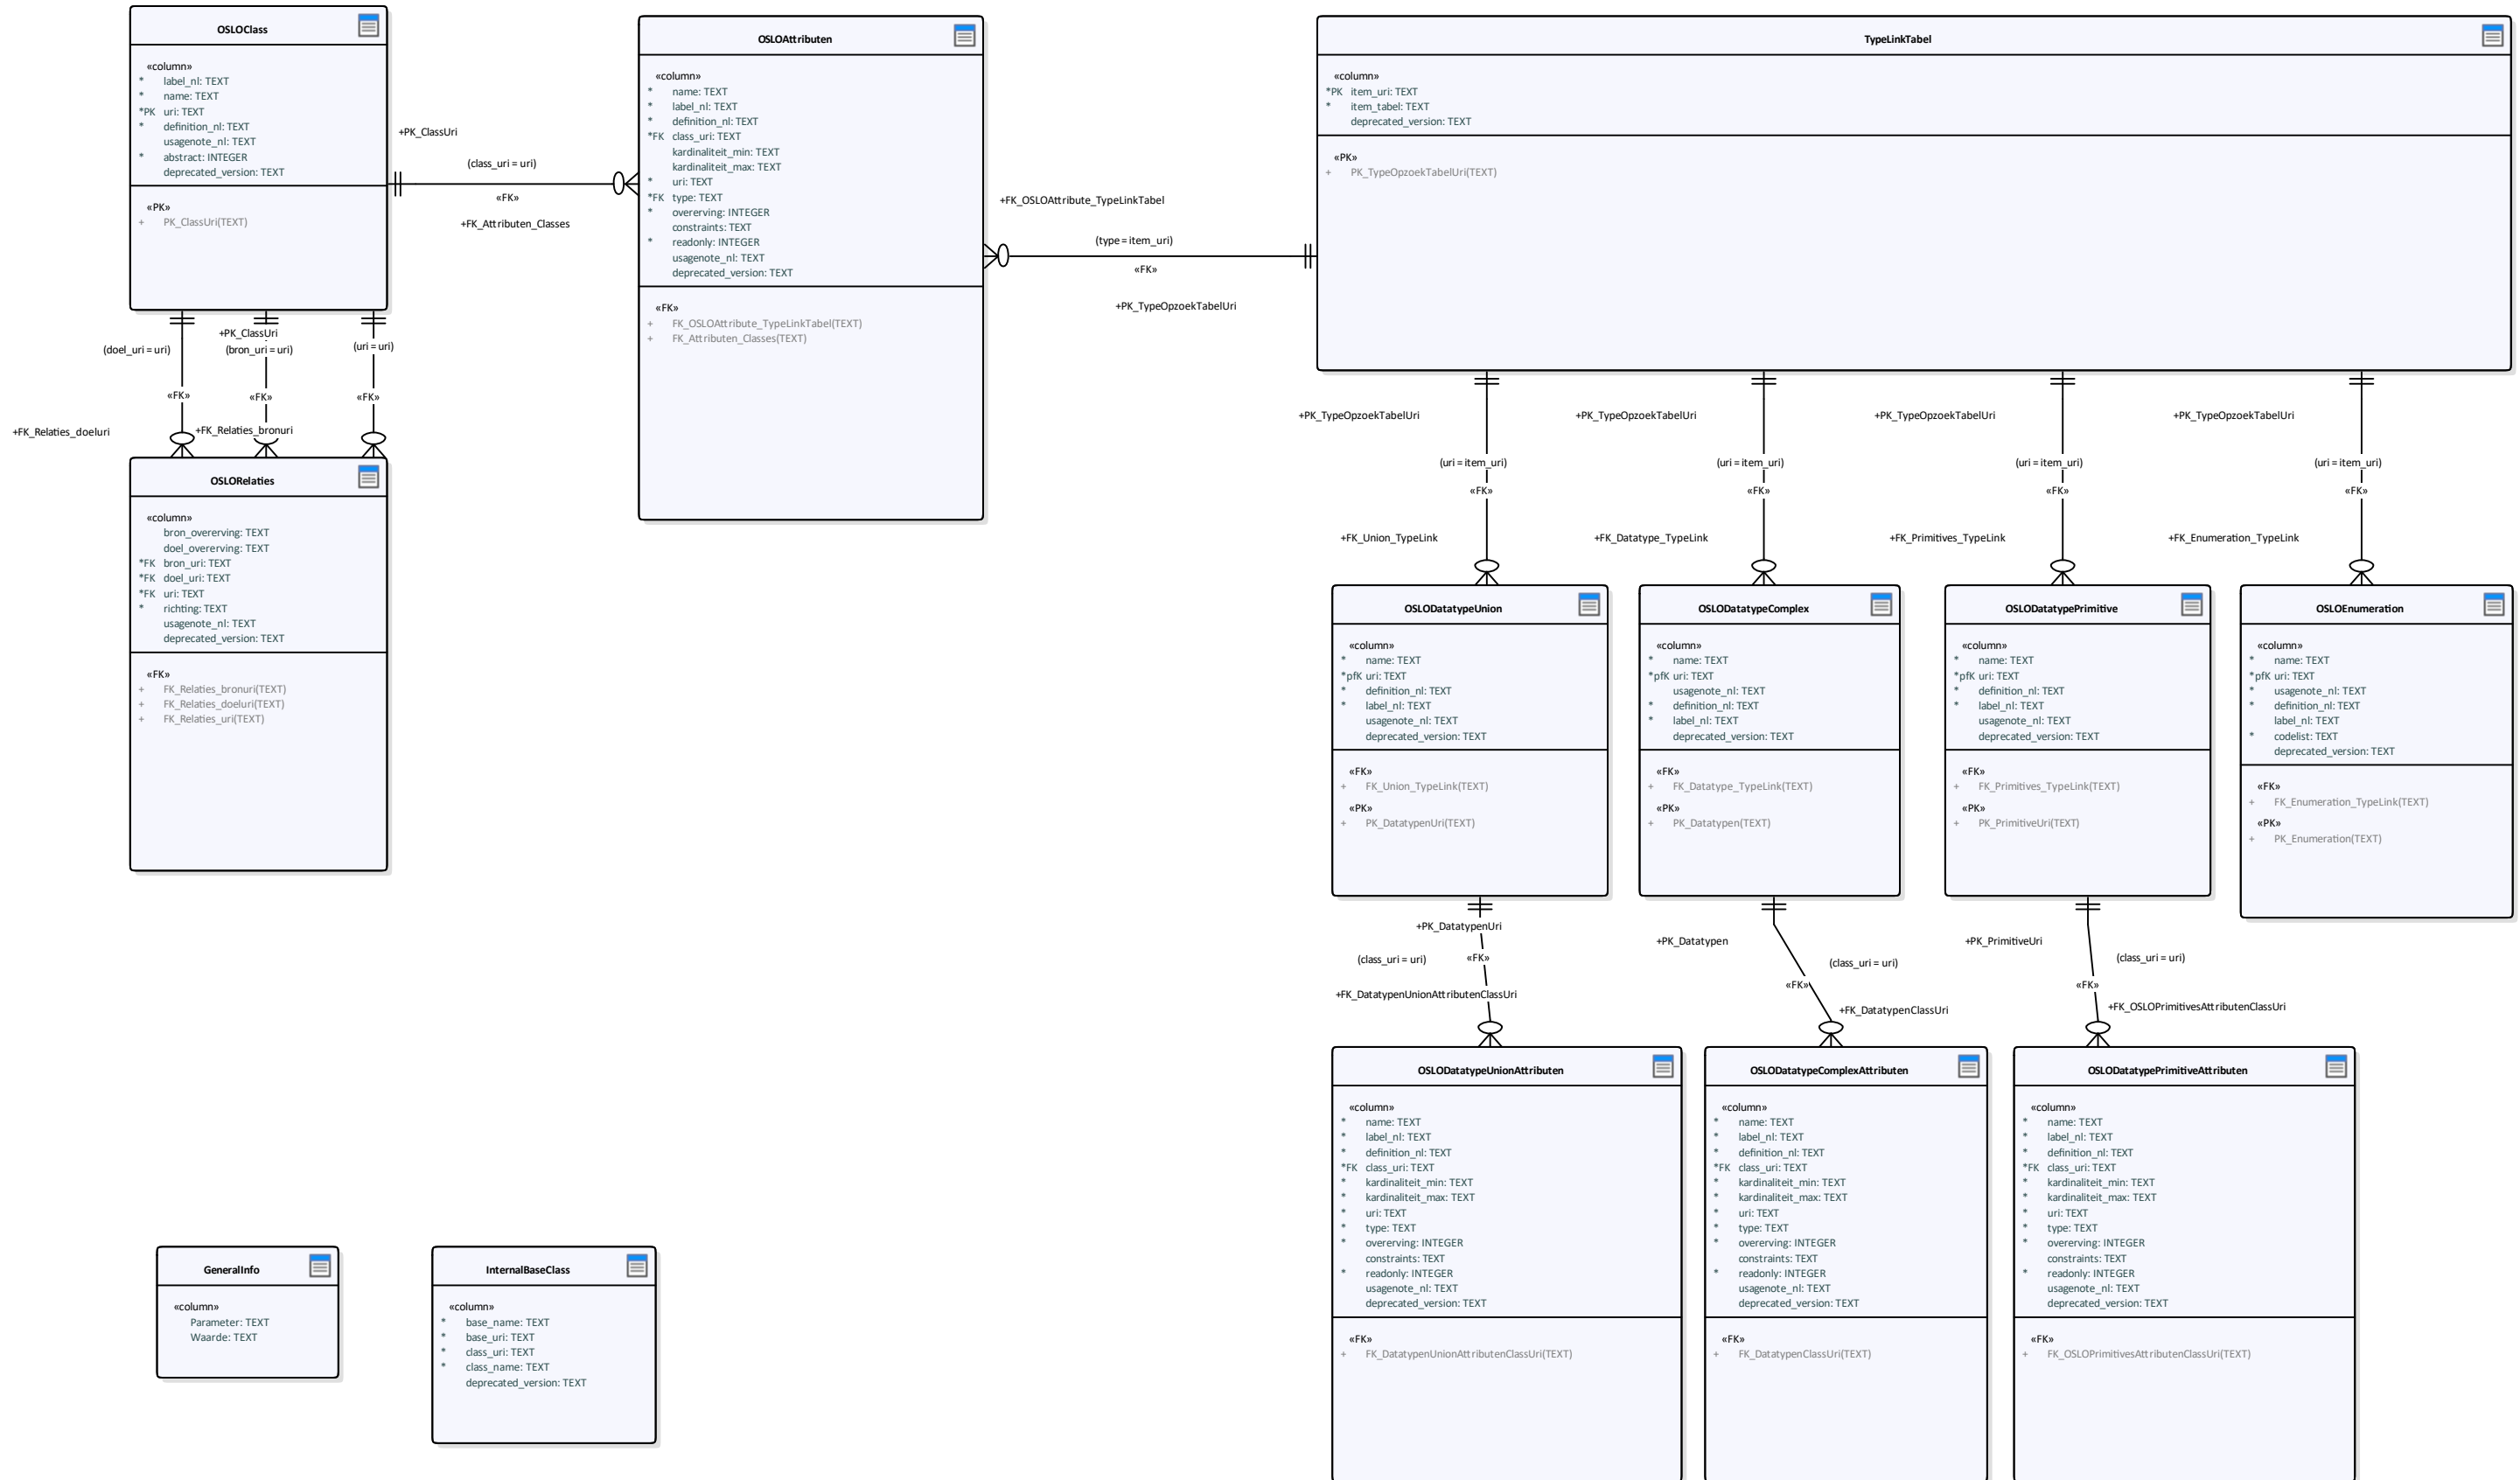 OSLOClass
«column»
* label_nl: TEXT
* name: TEXT
*PK uri: TEXT
* definition_nl: TEXT
usagenote_nl: TEXT
* abstract: INTEGER
deprecated_version: TEXT
«PK»
+ PK_ClassUri(TEXT)
+PK_ClassUri
(class_uri = uri)
«FK»
+FK_Attributen_Classes
OSLOAttributen
«column»
* name: TEXT
* label_nl: TEXT
* definition_nl: TEXT
*FK class_uri: TEXT
kardinaliteit_min: TEXT
kardinaliteit_max: TEXT
* uri: TEXT
*FK type: TEXT
* overerving: INTEGER
constraints: TEXT
* readonly: INTEGER
usagenote_nl: TEXT
deprecated_version: TEXT
«FK»
+ FK_OSLOAttribute_TypeLinkTabel(TEXT)
+ FK_Attributen_Classes(TEXT)
+FK_OSLOAttribute_TypeLinkTabel
(type = item_uri)
«FK»
+PK_TypeOpzoekTabelUri
TypeLinkTabel
«column»
*PK item_uri: TEXT
* item_tabel: TEXT
deprecated_version: TEXT
«PK»
+ PK_TypeOpzoekTabelUri(TEXT)
+PK_ClassUri
(doel_uri = uri)
(bron_uri = uri)
(uri = uri)
«FK»
«FK»
«FK»
+FK_Relaties_doeluri
+FK_Relaties_bronuri
OSLORelaties
«column»
bron_overerving: TEXT
doel_overerving: TEXT
*FK bron_uri: TEXT
*FK doel_uri: TEXT
*FK uri: TEXT
* richting: TEXT
usagenote_nl: TEXT
deprecated_version: TEXT
«FK»
+ FK_Relaties_bronuri(TEXT)
+ FK_Relaties_doeluri(TEXT)
+ FK_Relaties_uri(TEXT)
+PK_TypeOpzoekTabelUri
(uri = item_uri)
«FK»
+FK_Union_TypeLink
+PK_TypeOpzoekTabelUri
(uri = item_uri)
«FK»
+FK_Datatype_TypeLink
+PK_TypeOpzoekTabelUri
(uri = item_uri)
«FK»
+FK_Primitives_TypeLink
+PK_TypeOpzoekTabelUri
(uri = item_uri)
«FK»
+FK_Enumeration_TypeLink
OSLODatatypeUnion
«column»
* name: TEXT
*pfK uri: TEXT
* definition_nl: TEXT
* label_nl: TEXT
usagenote_nl: TEXT
deprecated_version: TEXT
«FK»
+ FK_Union_TypeLink(TEXT)
«PK»
+ PK_DatatypenUri(TEXT)
OSLODatatypeComplex
«column»
* name: TEXT
*pfK uri: TEXT
usagenote_nl: TEXT
* definition_nl: TEXT
* label_nl: TEXT
deprecated_version: TEXT
«FK»
+ FK_Datatype_TypeLink(TEXT)
«PK»
+ PK_Datatypen(TEXT)
OSLODatatypePrimitive
«column»
* name: TEXT
*pfK uri: TEXT
* definition_nl: TEXT
* label_nl: TEXT
usagenote_nl: TEXT
deprecated_version: TEXT
«FK»
+ FK_Primitives_TypeLink(TEXT)
«PK»
+ PK_PrimitiveUri(TEXT)
OSLOEnumeration
«column»
* name: TEXT
*pfK uri: TEXT
* usagenote_nl: TEXT
* definition_nl: TEXT
label_nl: TEXT
* codelist: TEXT
deprecated_version: TEXT
«FK»
+ FK_Enumeration_TypeLink(TEXT)
«PK»
+ PK_Enumeration(TEXT)
+PK_DatatypenUri
(class_uri = uri)
«FK»
+FK_DatatypenUnionAttributenClassUri
+PK_Datatypen
(class_uri = uri)
«FK»
+FK_DatatypenClassUri
+PK_PrimitiveUri
(class_uri = uri)
«FK»
+FK_OSLOPrimitivesAttributenClassUri
OSLODatatypeUnionAttributen
«column»
* name: TEXT
* label_nl: TEXT
* definition_nl: TEXT
*FK class_uri: TEXT
* kardinaliteit_min: TEXT
* kardinaliteit_max: TEXT
* uri: TEXT
* type: TEXT
* overerving: INTEGER
constraints: TEXT
* readonly: INTEGER
usagenote_nl: TEXT
deprecated_version: TEXT
«FK»
+ FK_DatatypenUnionAttributenClassUri(TEXT)
OSLODatatypeComplexAttributen
«column»
* name: TEXT
* label_nl: TEXT
* definition_nl: TEXT
*FK class_uri: TEXT
* kardinaliteit_min: TEXT
* kardinaliteit_max: TEXT
* uri: TEXT
* type: TEXT
* overerving: INTEGER
constraints: TEXT
* readonly: INTEGER
usagenote_nl: TEXT
deprecated_version: TEXT
«FK»
+ FK_DatatypenClassUri(TEXT)
OSLODatatypePrimitiveAttributen
«column»
* name: TEXT
* label_nl: TEXT
* definition_nl: TEXT
*FK class_uri: TEXT
* kardinaliteit_min: TEXT
* kardinaliteit_max: TEXT
* uri: TEXT
* type: TEXT
* overerving: INTEGER
constraints: TEXT
* readonly: INTEGER
usagenote_nl: TEXT
deprecated_version: TEXT
«FK»
+ FK_OSLOPrimitivesAttributenClassUri(TEXT)
GeneralInfo
«column»
Parameter: TEXT
Waarde: TEXT
InternalBaseClass
«column»
* base_name: TEXT
* base_uri: TEXT
* class_uri: TEXT
* class_name: TEXT
deprecated_version: TEXT